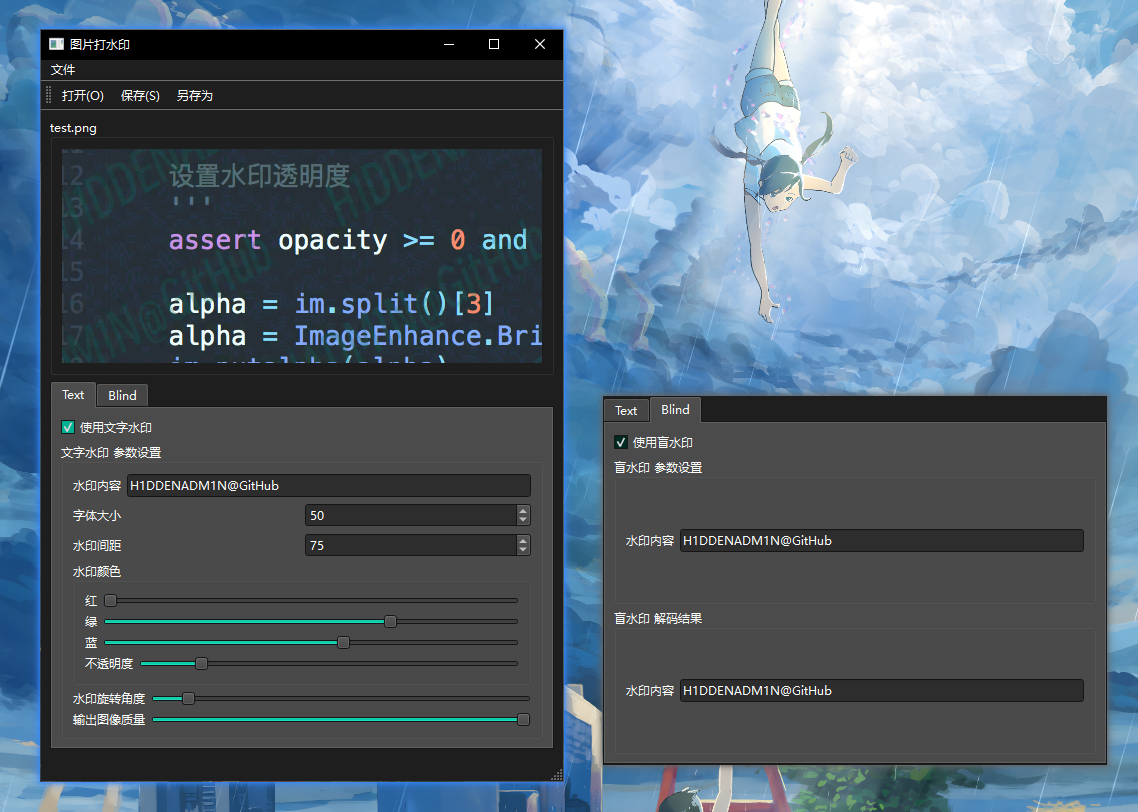 图片打水印
文件
打开(O) 保存(S) 另存为
test.png
12 设置水印透明度
13 '''
14 assert opacity >= 0 and
15
16 alpha = im.split()[3]
17 alpha = ImageEnhance.Bri
im.putalpha(alpha)
Text Blind
使用文字水印
文字水印 参数设置
水印内容 H1DDENADM1N@GitHub
字体大小 50
水印间距 75
水印颜色
红
绿
蓝
不透明度
水印旋转角度
输出图像质量
Text Blind
使用盲水印
盲水印 参数设置
水印内容 H1DDENADM1N@GitHub
盲水印 解码结果
水印内容 H1DDENADM1N@GitHub